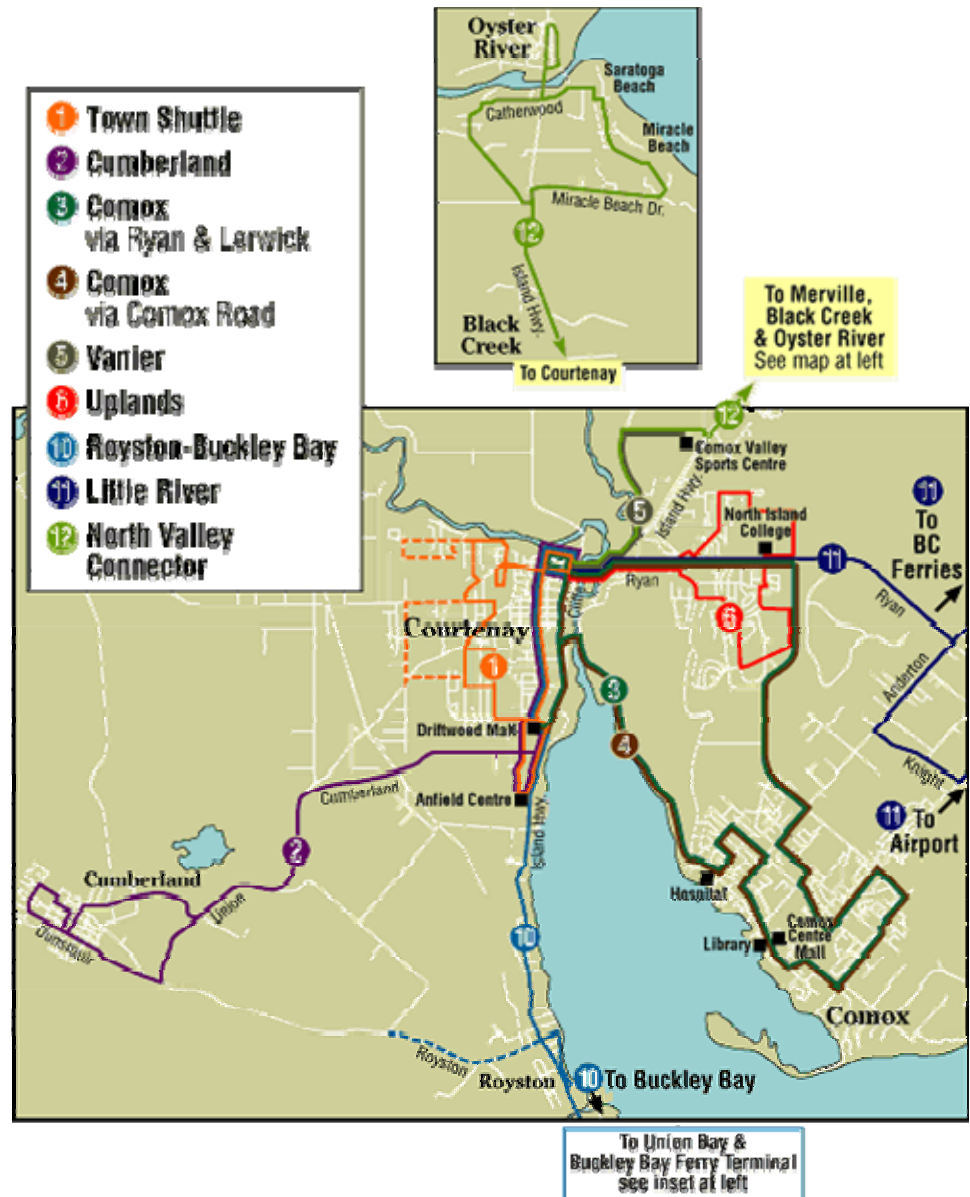 Oyster
River
Saratoga
Beach
Catherwood
Miracle
Beach
Miracle Beach Dr.
12
Island Hwy.
Black
Creek
To Courtenay
1 Town Shuttle
2 Cumberland
3 Comox
via Ryan & Lerwick
4 Comox
via Comox Road
5 Vanier
6 Uplands
10 Royston-Buckley Bay
11 Little River
12 North Valley
Connector
To Merville,
Black Creek
& Oyster River
See map at left
12
Comox Valley
Sports Centre
5
Island Hwy.
North Island
College
11
To
BC
Ferries
11
Ryan
Ryan
Cliffe
6
Courtenay
1
3
Anderton
Driftwood Mall
4
Knight
Cumberland
Anfield Centre
Island Hwy.
11 To
Airport
2
Cumberland
Union
Hospital
Dunsmuir
10
Library
Comox
Centre
Mall
Comox
Royston
Royston
10 To Buckley Bay
To Union Bay &
Buckley Bay Ferry Terminal
see inset at left